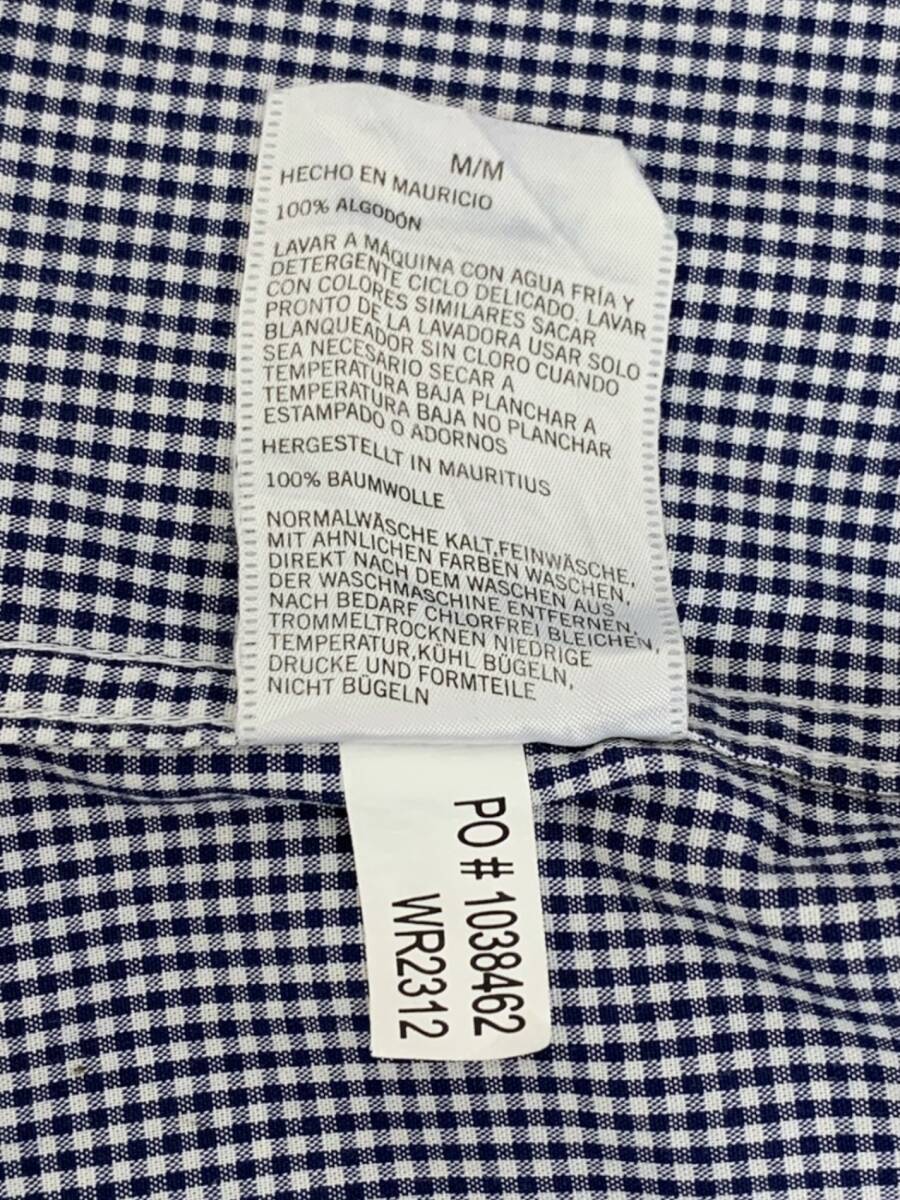 M/M
HECHO EN MAURICIO
100% ALGODÓN
LAVAR A MÁQUINA CON AGUA FRÍA Y
DETERGENTE CICLO DELICADO. LAVAR
CON COLORES SIMILARES SACAR
PRONTO DE LA LAVADORA USAR SOLO
BLANQUEADOR SIN CLORO CUANDO
SEA NECESARIO SECAR A
TEMPERATURA BAJA PLANCHAR A
TEMPERATURA BAJA NO PLANCHAR
ESTAMPADO O ADORNOS
HERGESTELLT IN MAURITIUS
100% BAUMWOLLE
NORMALWÄSCHE KALT,FEINWÄSCHE,
MIT AHNLICHEN FARBEN WASCHEN,
DIREKT NACH DEM WASCHEN AUS
DER WASCHMASCHINE ENTFERNEN,
NACH BEDARF CHLORFREI BLEICHEN,
TROMMELTROCKNEN NIEDRIGE
TEMPERATUR,KÜHL BÜGELN,
DRUCKE UND FORMTEILE
NICHT BÜGELN
PO # 1038462
WR2312